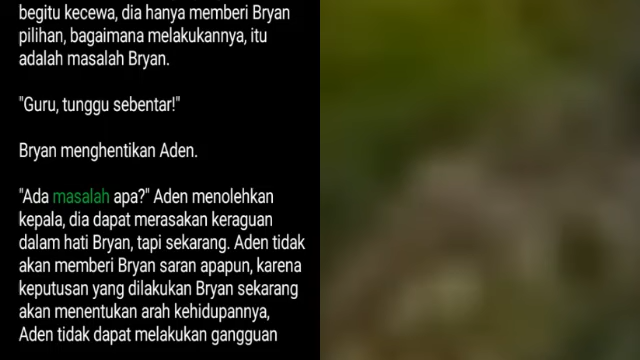 begitu kecewa, dia hanya memberi Bryan
pilihan, bagaimana melakukannya, itu
adalah masalah Bryan.
"Guru, tunggu sebentar!"
Bryan menghentikan Aden.
"Ada masalah apa?" Aden menolehkan
kepala, dia dapat merasakan keraguan
dalam hati Bryan, tapi sekarang. Aden tidak
akan memberi Bryan saran apapun, karena
keputusan yang dilakukan Bryan sekarang
akan menentukan arah kehidupannya,
Aden tidak dapat melakukan gangguan